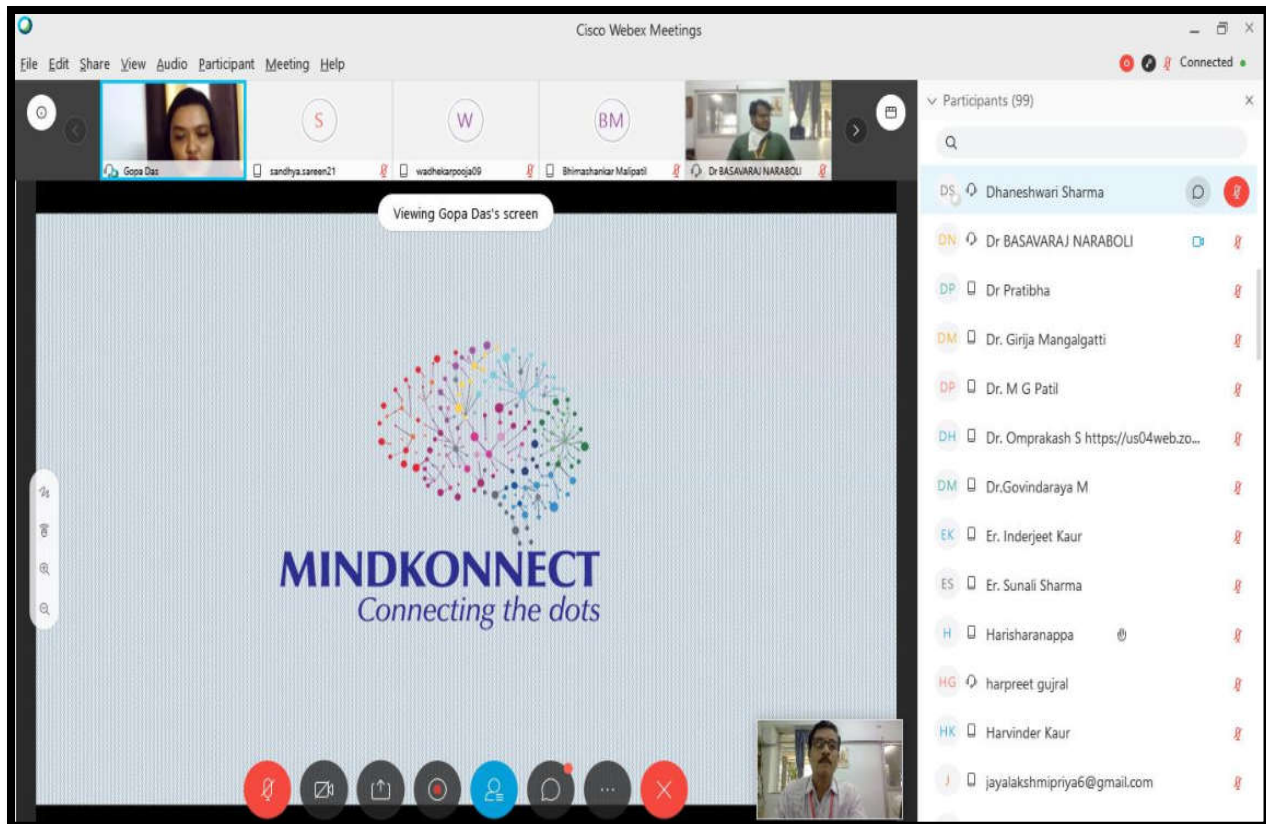 Cisco Webex Meetings
File Edit Share View Audio Participant Meeting Help
Connected
S
W
BM
Gopa Das
sandhya.sareen21
wadhekarpooja09
Bhimashankar Malipatil
Dr BASAVARAJ NARABOLI
Viewing Gopa Das's screen
MINDKONNECT
Connecting the dots
Participants (99)
DS Dhaneshwari Sharma
DN Dr BASAVARAJ NARABOLI
DP Dr Pratibha
DM Dr. Girija Mangalgatti
DP Dr. M G Patil
DH Dr. Omprakash S https://us04web.zo...
DM Dr.Govindaraya M
EK Er. Inderjeet Kaur
ES Er. Sunali Sharma
H Harisharanappa
HG harpreet gujral
HK Harvinder Kaur
J jayalakshmipriya6@gmail.com